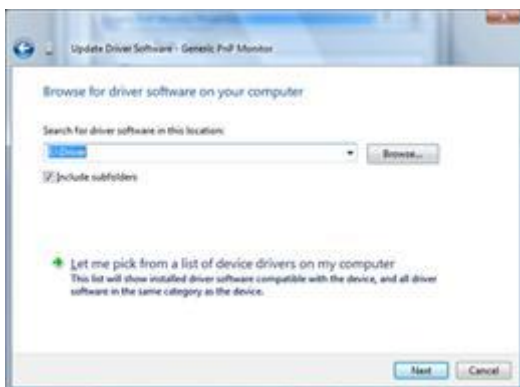 Update Driver Software - Generic PnP Monitor
Browse for driver software on your computer
Search for driver software in this location:
Browse...
Include subfolders
Let me pick from a list of device drivers on my computer
This list will show installed driver software compatible with the device, and all driver
software in the same category as the device.
Next Cancel